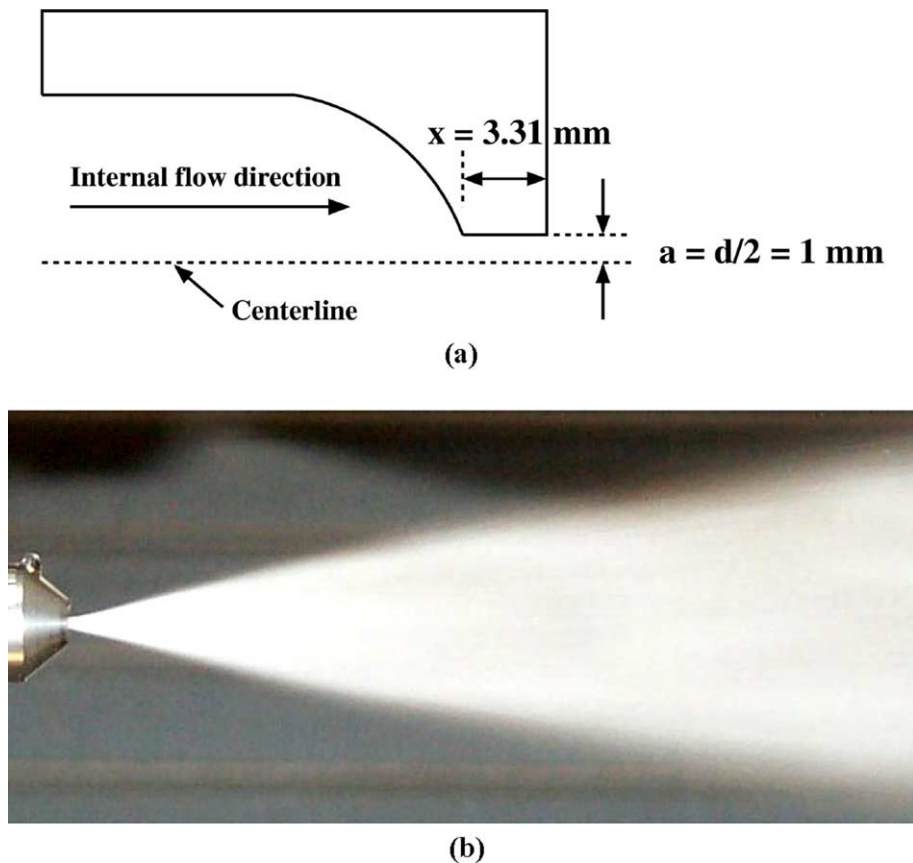 x = 3.31 mm
Internal flow direction
a = d/2 = 1 mm
Centerline
(a)
(b)